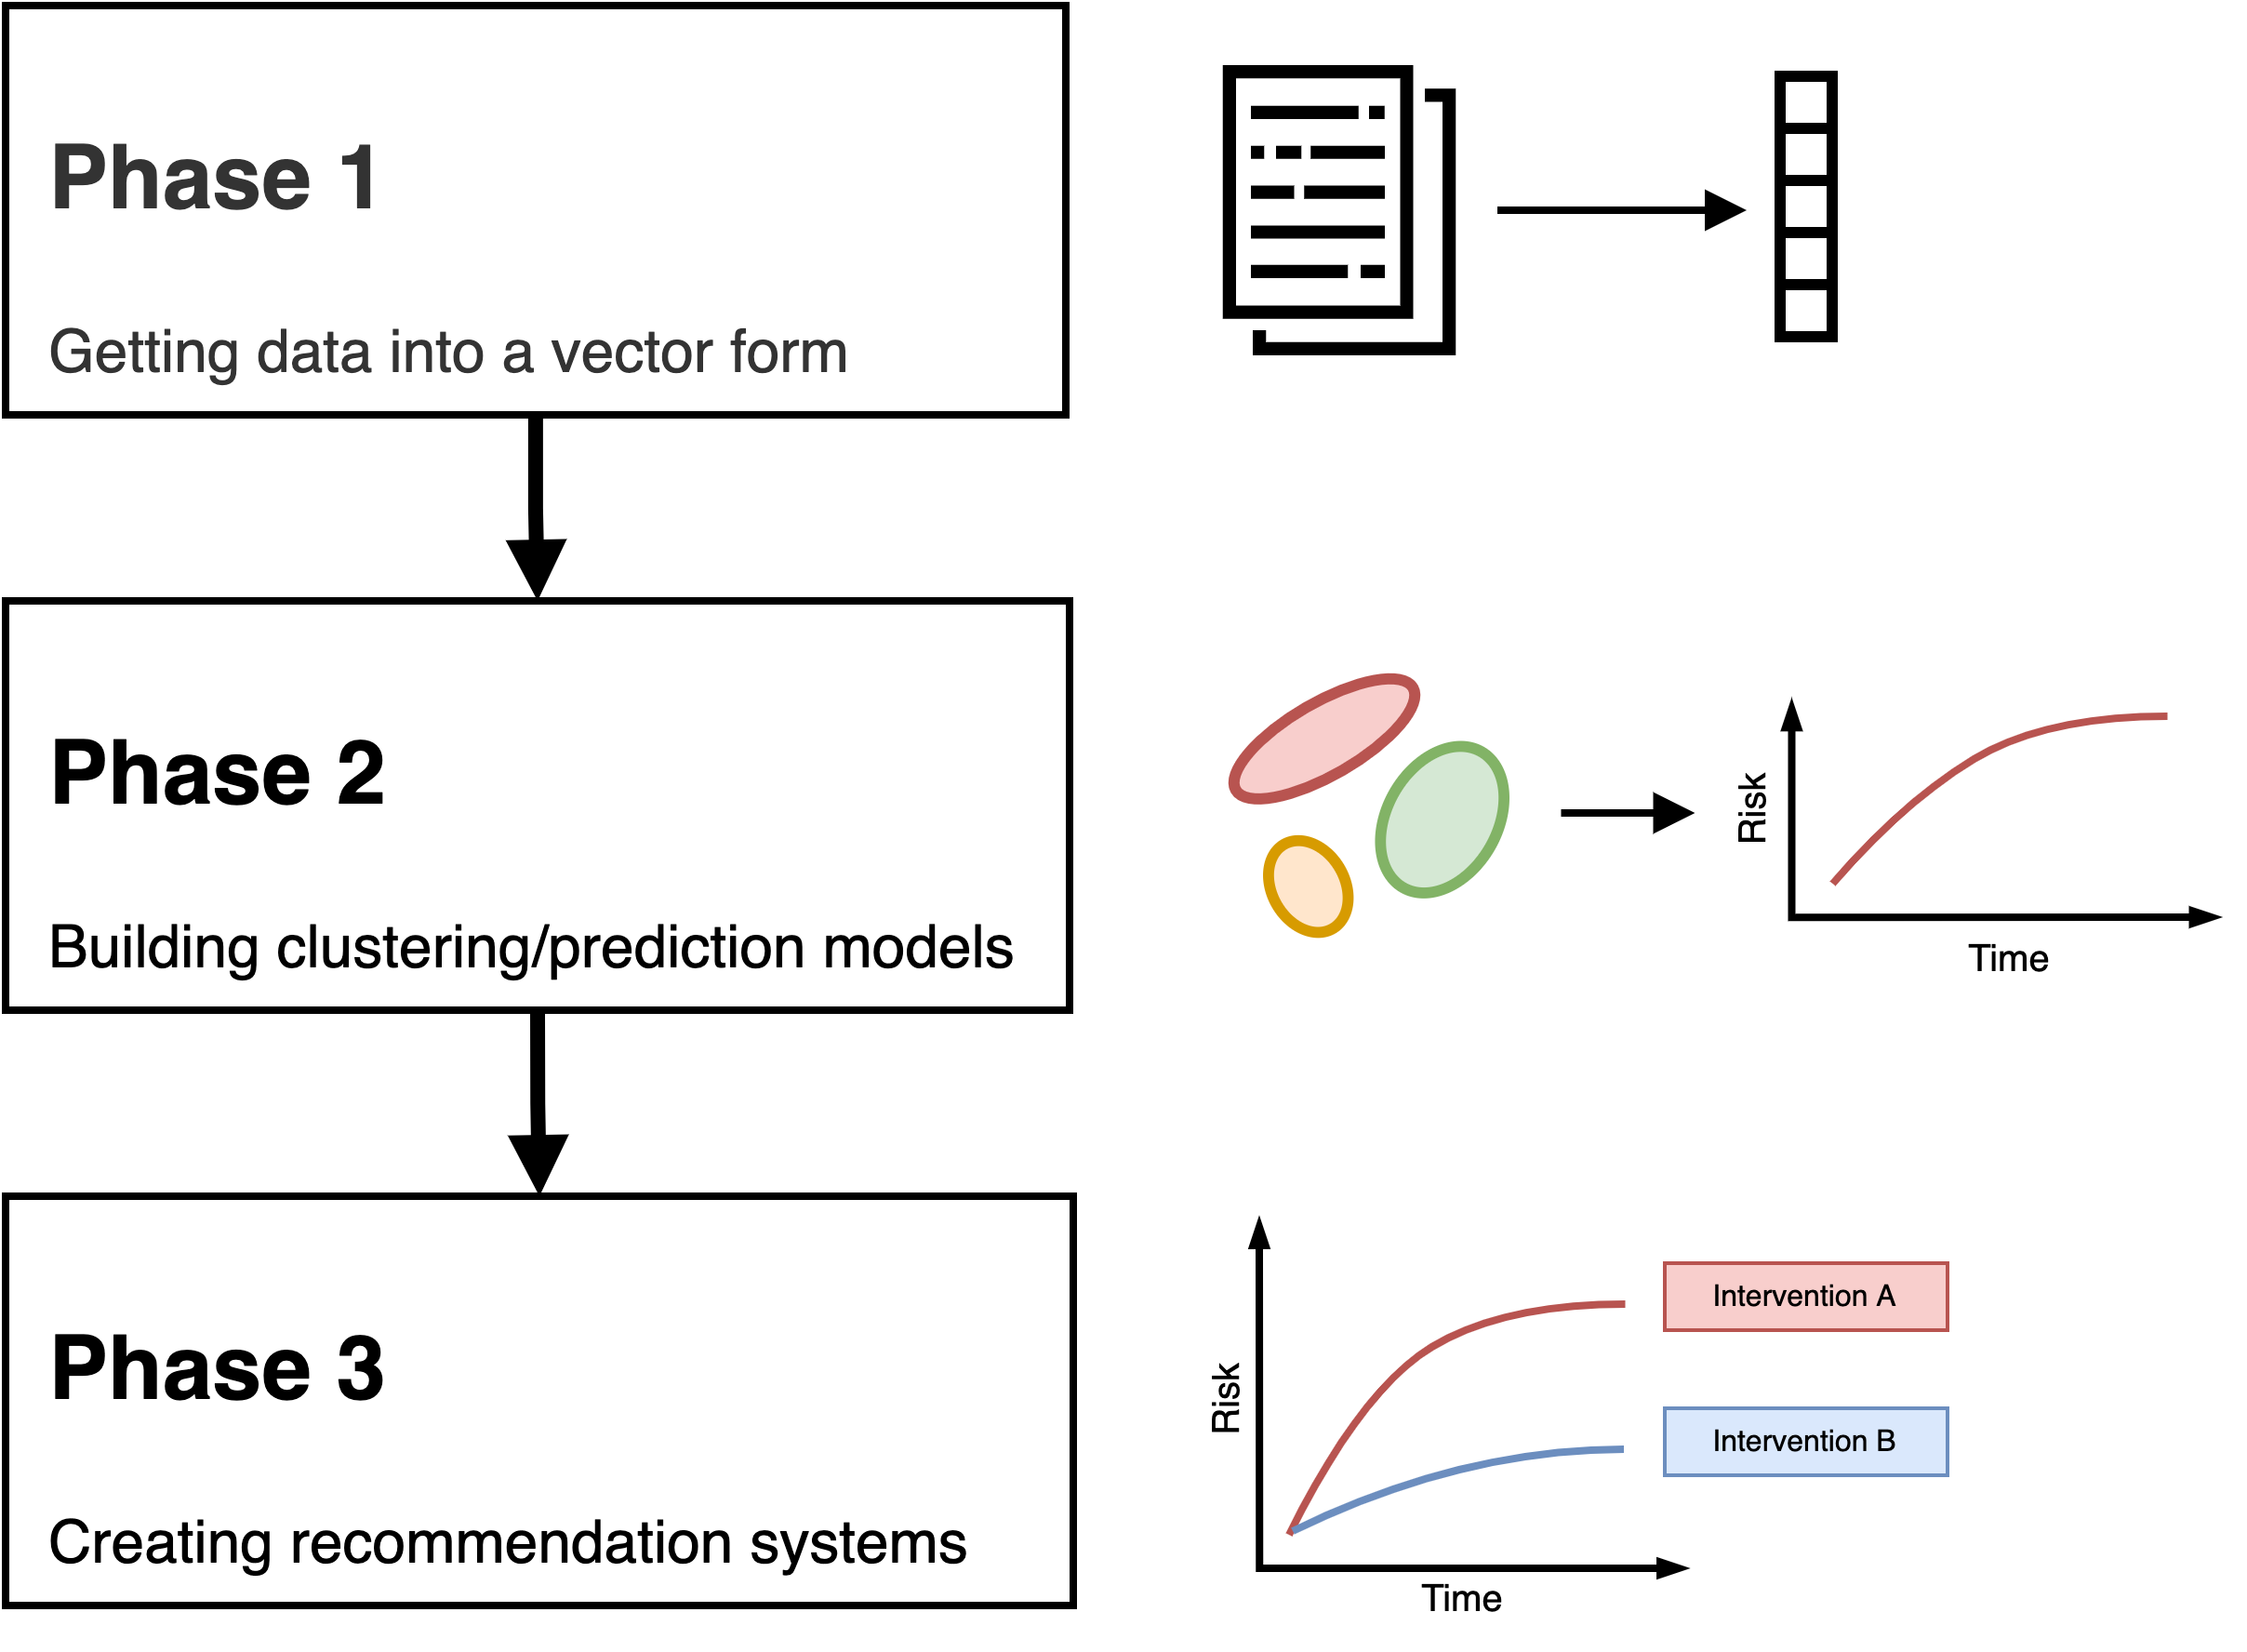 Phase 1
Getting data into a vector form
Phase 2
Building clustering/prediction models
Risk
Time
Phase 3
Creating recommendation systems
Risk
Time
Intervention A
Intervention B